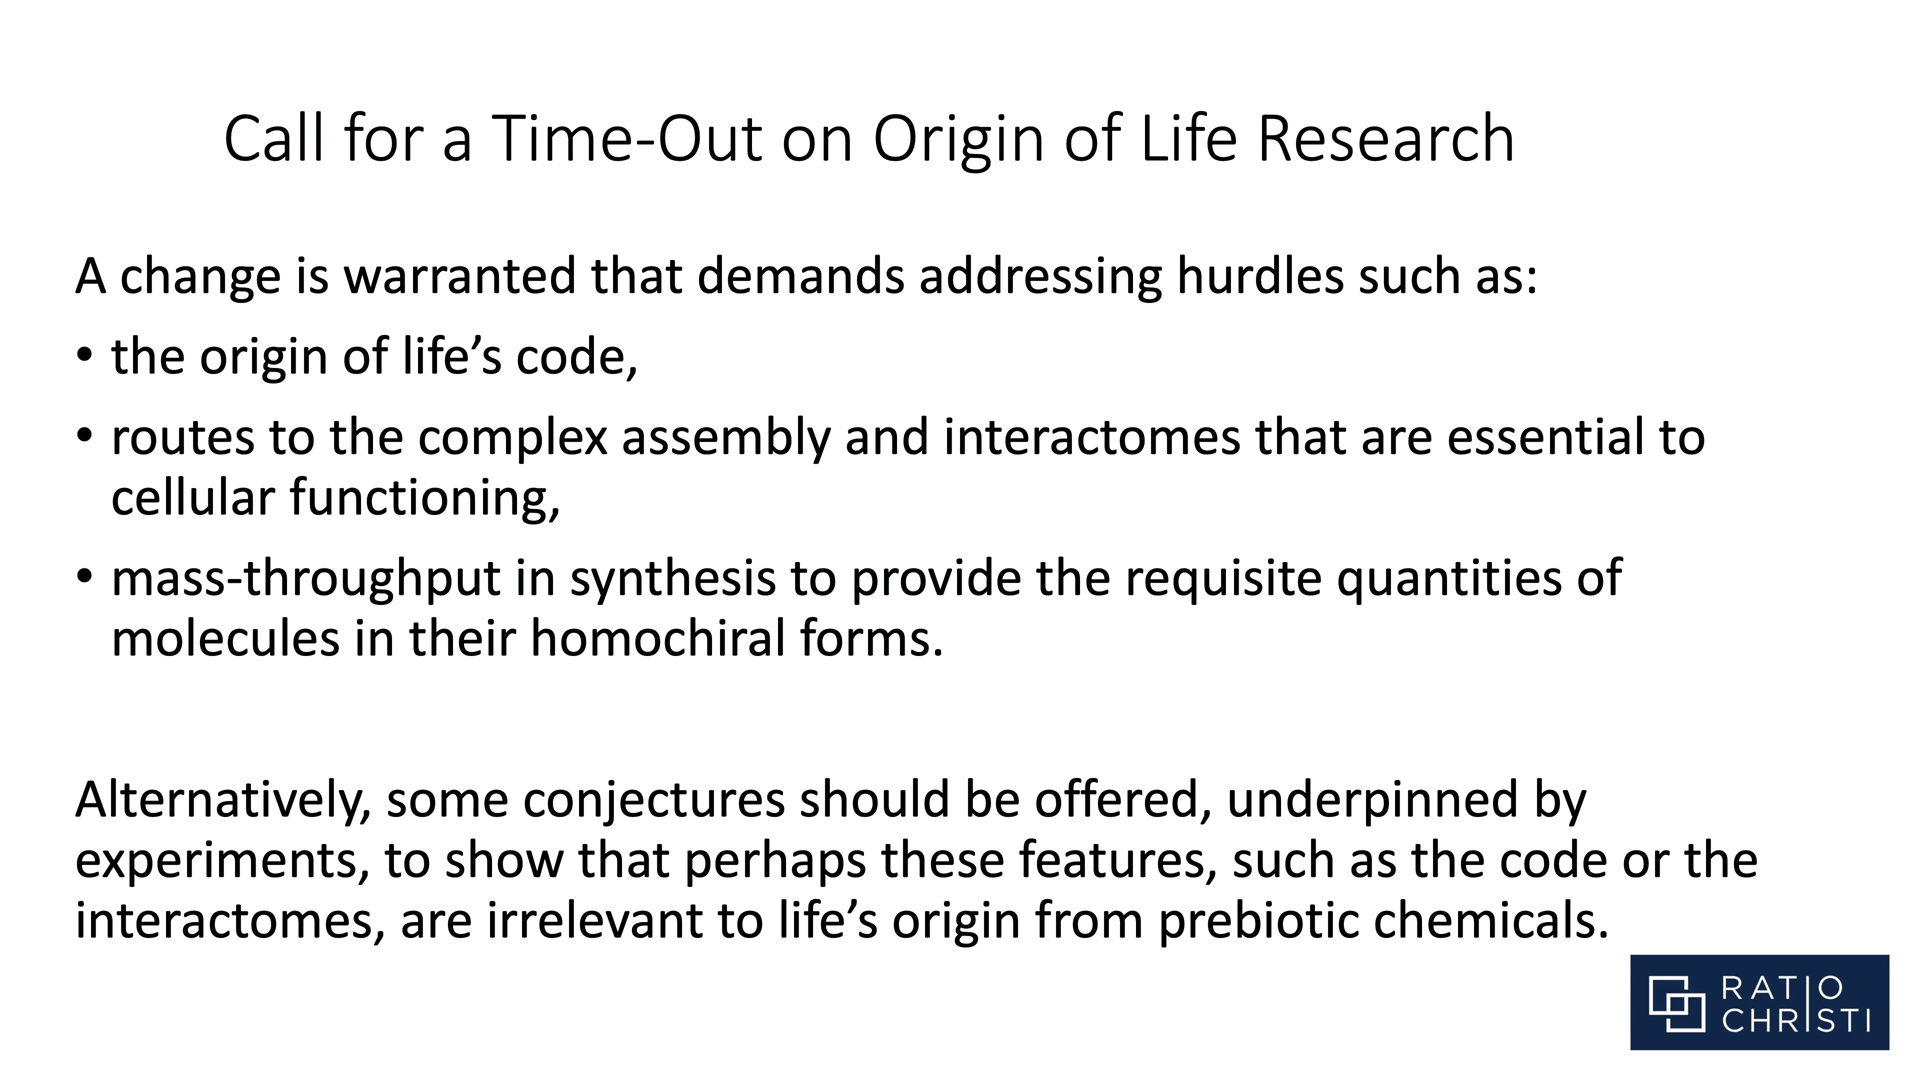 Call for a Time-Out on Origin of Life Research
A change is warranted that demands addressing hurdles such as:
• the origin of life’s code,
• routes to the complex assembly and interactomes that are essential to
cellular functioning,
• mass-throughput in synthesis to provide the requisite quantities of
molecules in their homochiral forms.
Alternatively, some conjectures should be offered, underpinned by
experiments, to show that perhaps these features, such as the code or the
interactomes, are irrelevant to life’s origin from prebiotic chemicals.
RATIO
CHRISTI